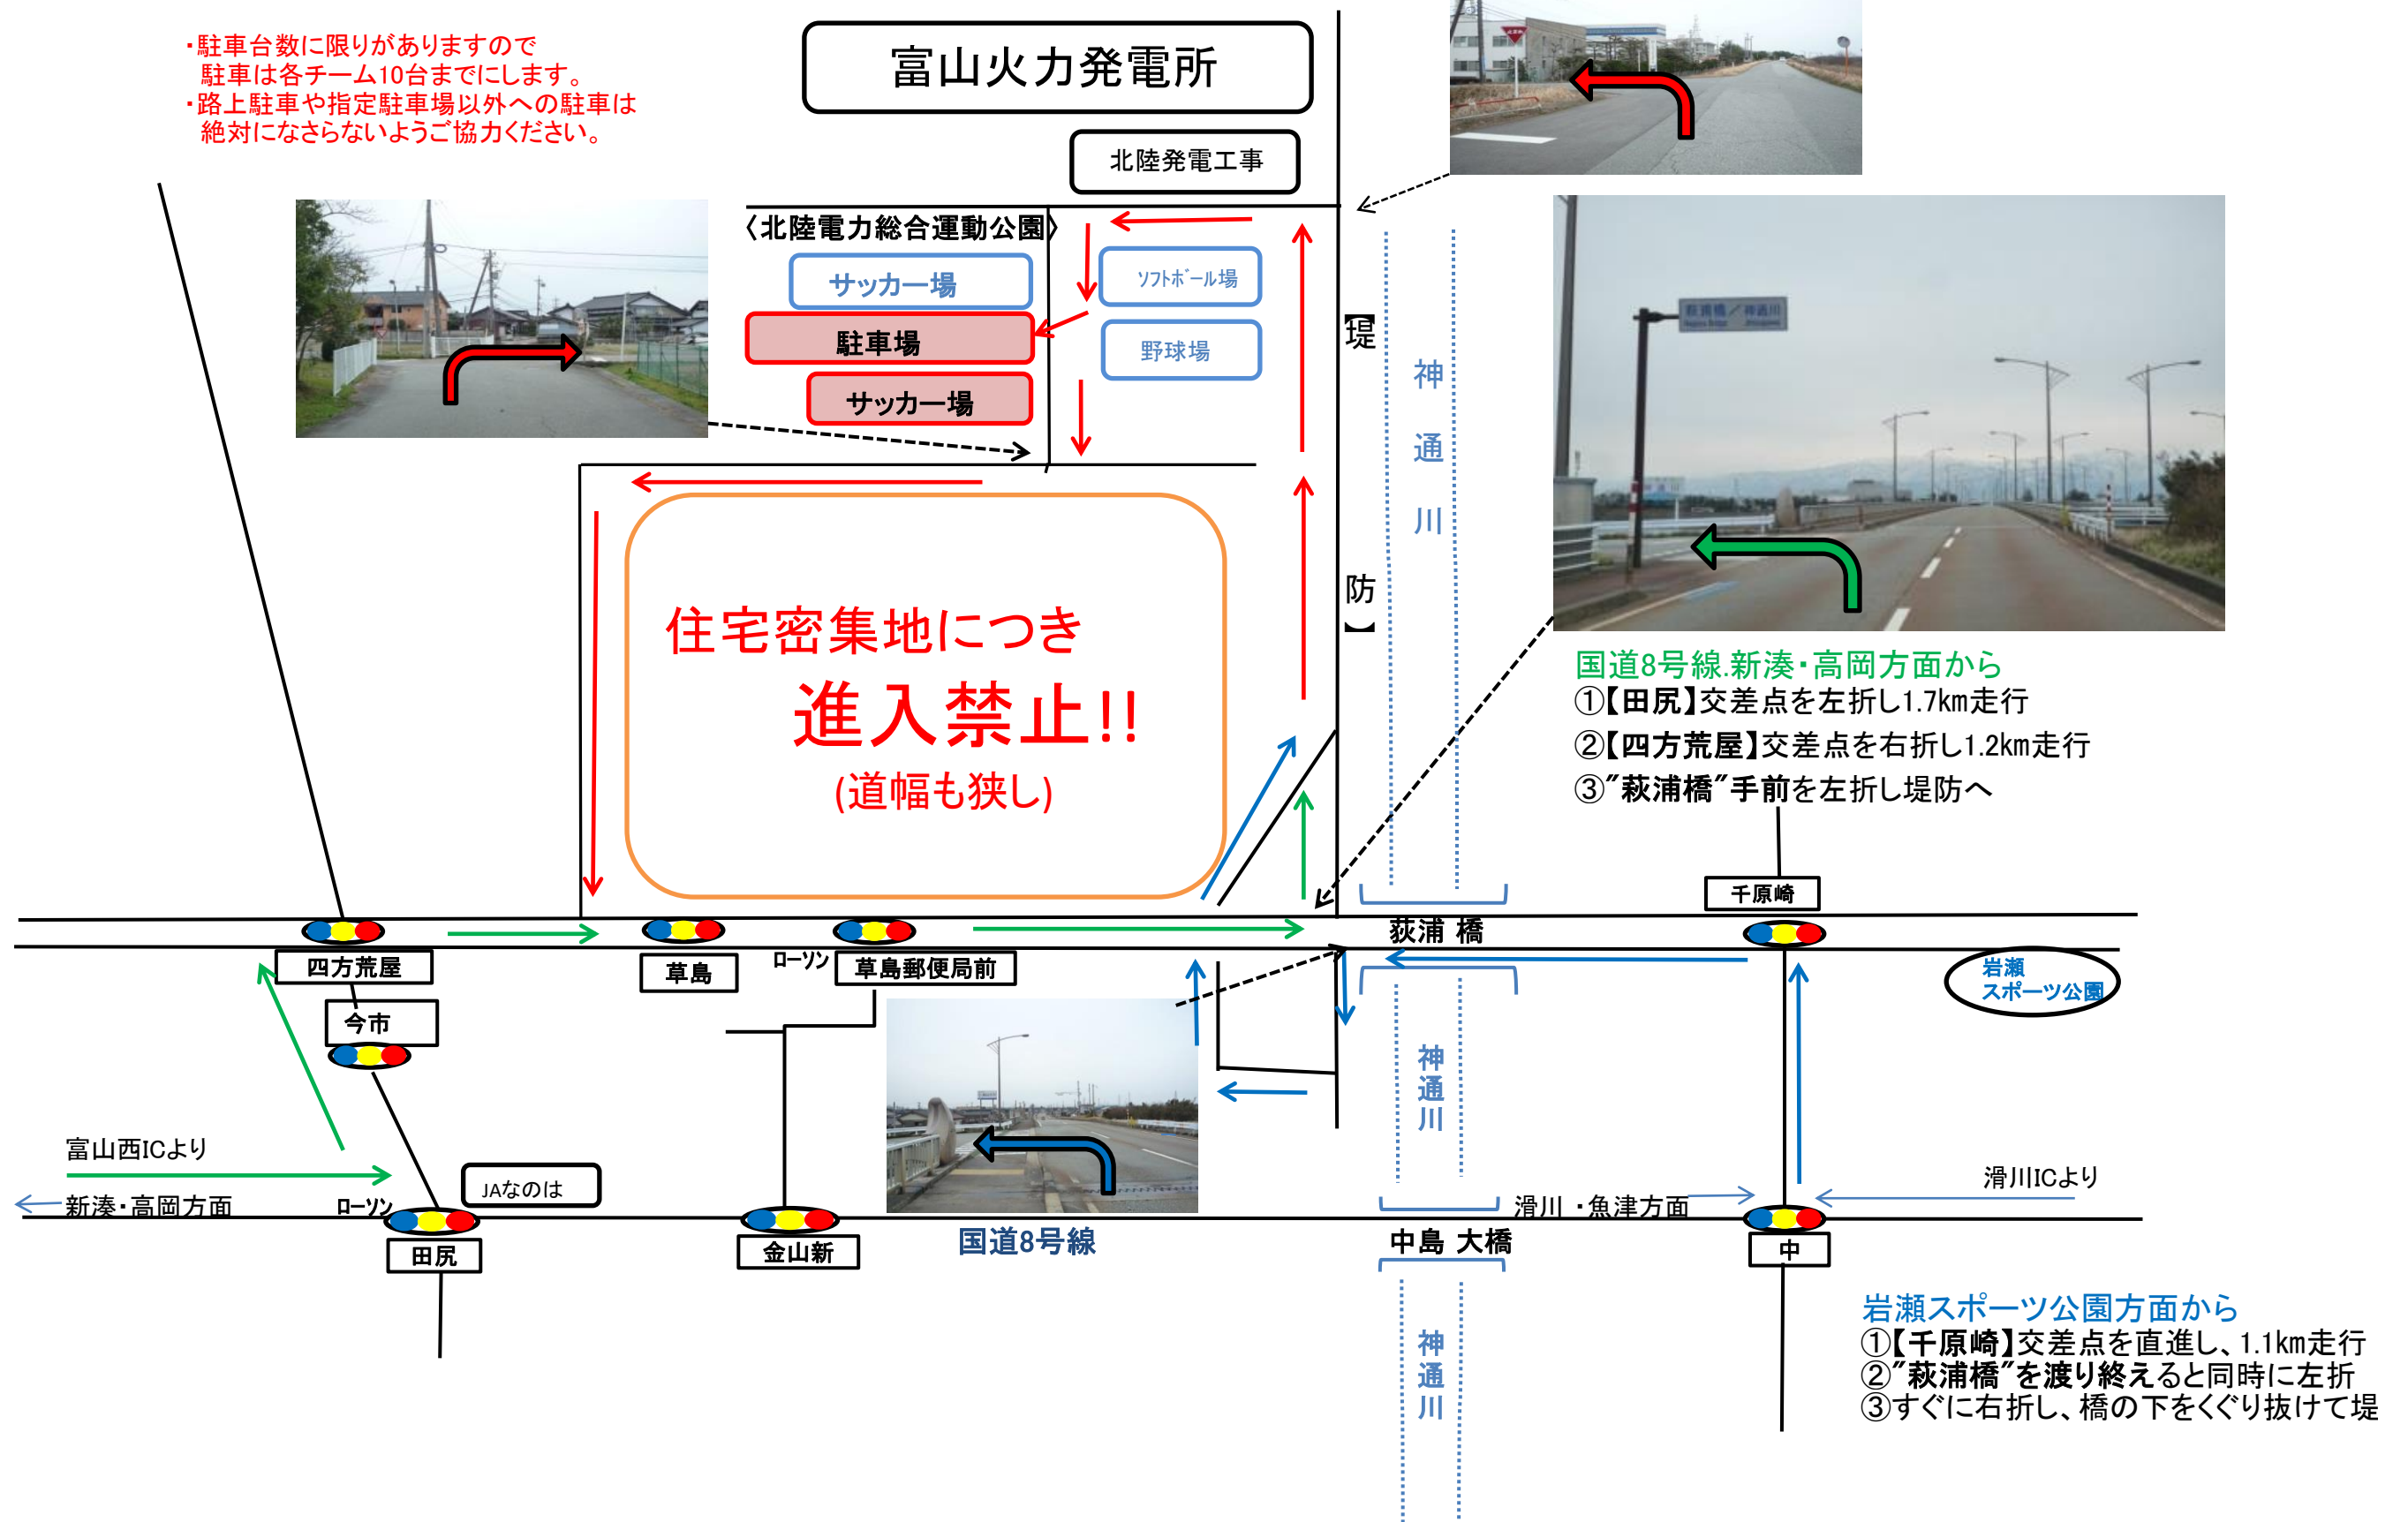 ・駐車台数に限りがありますので
駐車は各チーム10台までにします。
・路上駐車や指定駐車場以外への駐車は
絶対になさらないようご協力ください。
富山火力発電所
北陸発電工事
〈北陸電力総合運動公園〉
サッカー場
ソフトボール場
駐車場
野球場
サッカー場
【堤
防】
神
通
川
萩浦橋／神通川
住宅密集地につき
進入禁止!!
(道幅も狭し)
国道8号線.新湊・高岡方面から
①【田尻】交差点を左折し1.7km走行
②【四方荒屋】交差点を右折し1.2km走行
③"萩浦橋"手前を左折し堤防へ
千原崎
荻浦 橋
四方荒屋
草島
ローソン
草島郵便局前
岩瀬
スポーツ公園
今市
神
通
川
富山西ICより
新湊・高岡方面
ローソン
JAなのは
滑川ICより
滑川 ・魚津方面
田尻
金山新
国道8号線
中島 大橋
中
神
通
川
岩瀬スポーツ公園方面から
①【千原崎】交差点を直進し、1.1km走行
②"萩浦橋"を渡り終えると同時に左折
③すぐに右折し、橋の下をくぐり抜けて堤